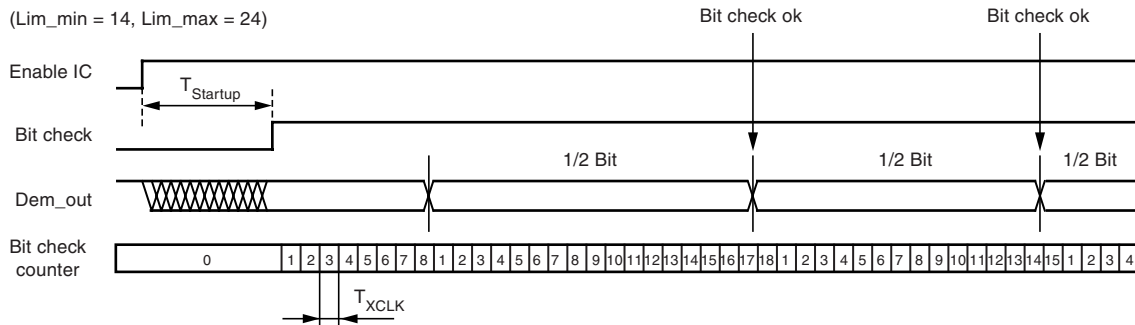 (Lim_min = 14, Lim_max = 24)
Bit check ok Bit check ok
Enable IC
T_Startup
Bit check
1/2 Bit 1/2 Bit 1/2 Bit
Dem_out
Bit check
counter
0 1 2 3 4 5 6 7 8 1 2 3 4 5 6 7 8 9 10 11 12 13 14 15 16 17 18 1 2 3 4 5 6 7 8 9 10 11 12 13 14 15 1 2 3 4
T_XCLK